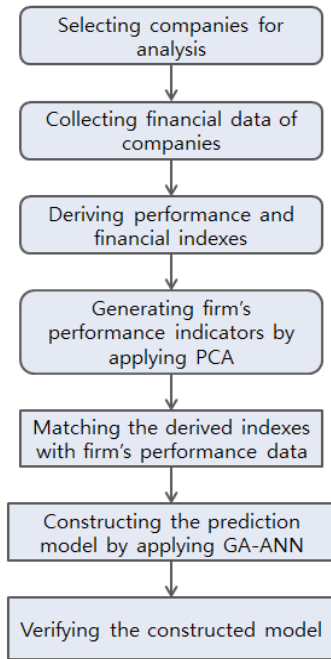 Selecting companies for
analysis
Collecting financial data of
companies
Deriving performance and
financial indexes
Generating firm's
performance indicators by
applying PCA
Matching the derived indexes
with firm's performance data
Constructing the prediction
model by applying GA-ANN
Verifying the constructed model